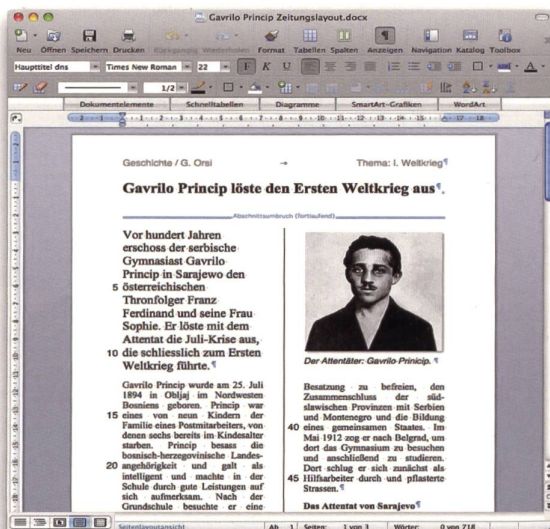 Gavrilo Princip Zeitungslayout.docx
Neu Öffnen Speichern Drucken Rückgängig Wiederholen Format Tabellen Spalten Anzeigen Navigation Katalog Toolbox
Haupttitel dns Times New Roman 22 F K U
1/2
Dokumentelemente Schnelltabellen Diagramme SmartArt-Grafiken WordArt
Geschichte / G. Orsi → Thema: I. Weltkrieg¶
Gavrilo Princip löste den Ersten Weltkrieg aus¶.
Abschnittsumbruch (fortlaufend)
Vor hundert Jahren
erschoss der serbische
Gymnasiast Gavrilo
Princip in Sarajewo den
5 österreichischen
Thronfolger Franz
Ferdinand und seine Frau
Sophie. Er löste mit dem
Attentat die Juli-Krise aus,
10 die schliesslich zum Ersten
Weltkrieg führte.¶
Gavrilo Princip wurde am 25. Juli
1894 in Obljaj im Nordwesten
Bosniens geboren. Princip war
15 eines von neun Kindern der
Familie eines Postmitarbeiters, von
denen sechs bereits im Kindesalter
starben. Princip besass die
bosnisch-herzegovinische Landes-
20 angehörigkeit und galt als
intelligent und machte in der
Schule durch gute Leistungen auf
sich aufmerksam. Nach der
Grundschule besuchte er eine
Der Attentäter: Gavrilo Prinicip. ¶
Besatzung zu befreien, den
Zusammenschluss der süd-
slawischen Provinzen mit Serbien
und Montenegro und die Bildung
40 eines gemeinsamen Staates. Im
Mai 1912 zog er nach Belgrad, um
dort das Gymnasium zu besuchen
und anschließend zu studieren.
Dort schlug er sich zunächst als
45 Hilfsarbeiter durch und pflasterte
Strassen.¶
Das Attentat von Sarajevo¶
Seitenlayoutansicht Ab 1 Seiten: 1 von 3 Wörter: 0 von 718